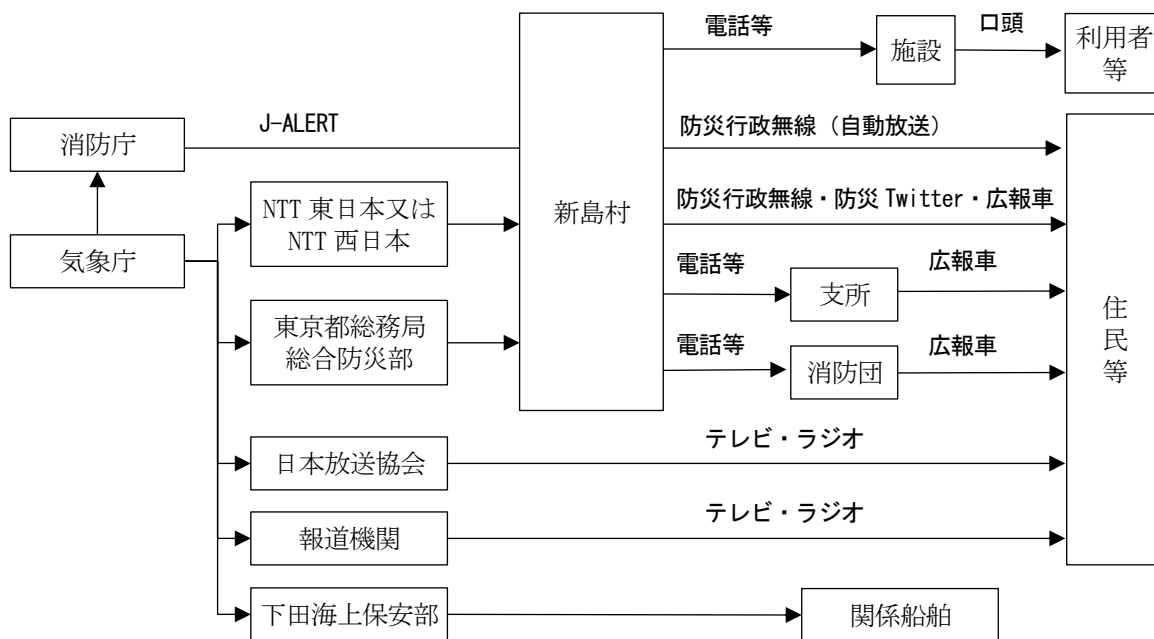 電話等
施設
口頭
利用者
等
J-ALERT
消防庁
防災行政無線（自動放送）
NTT 東日本又は
NTT 西日本
新島村
防災行政無線・防災 Twitter・広報車
気象庁
電話等
支所
広報車
東京都総務局
総合防災部
電話等
消防団
広報車
住民等
日本放送協会
テレビ・ラジオ
報道機関
テレビ・ラジオ
下田海上保安部
関係船舶